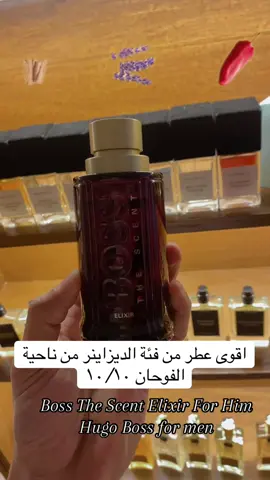 BOSS
THE SCENT
ELIXIR
اقوى عطر من فئة الديزاينر من ناحية
الفوحان ١٠/١٠
Boss The Scent Elixir For Him
Hugo Boss for men